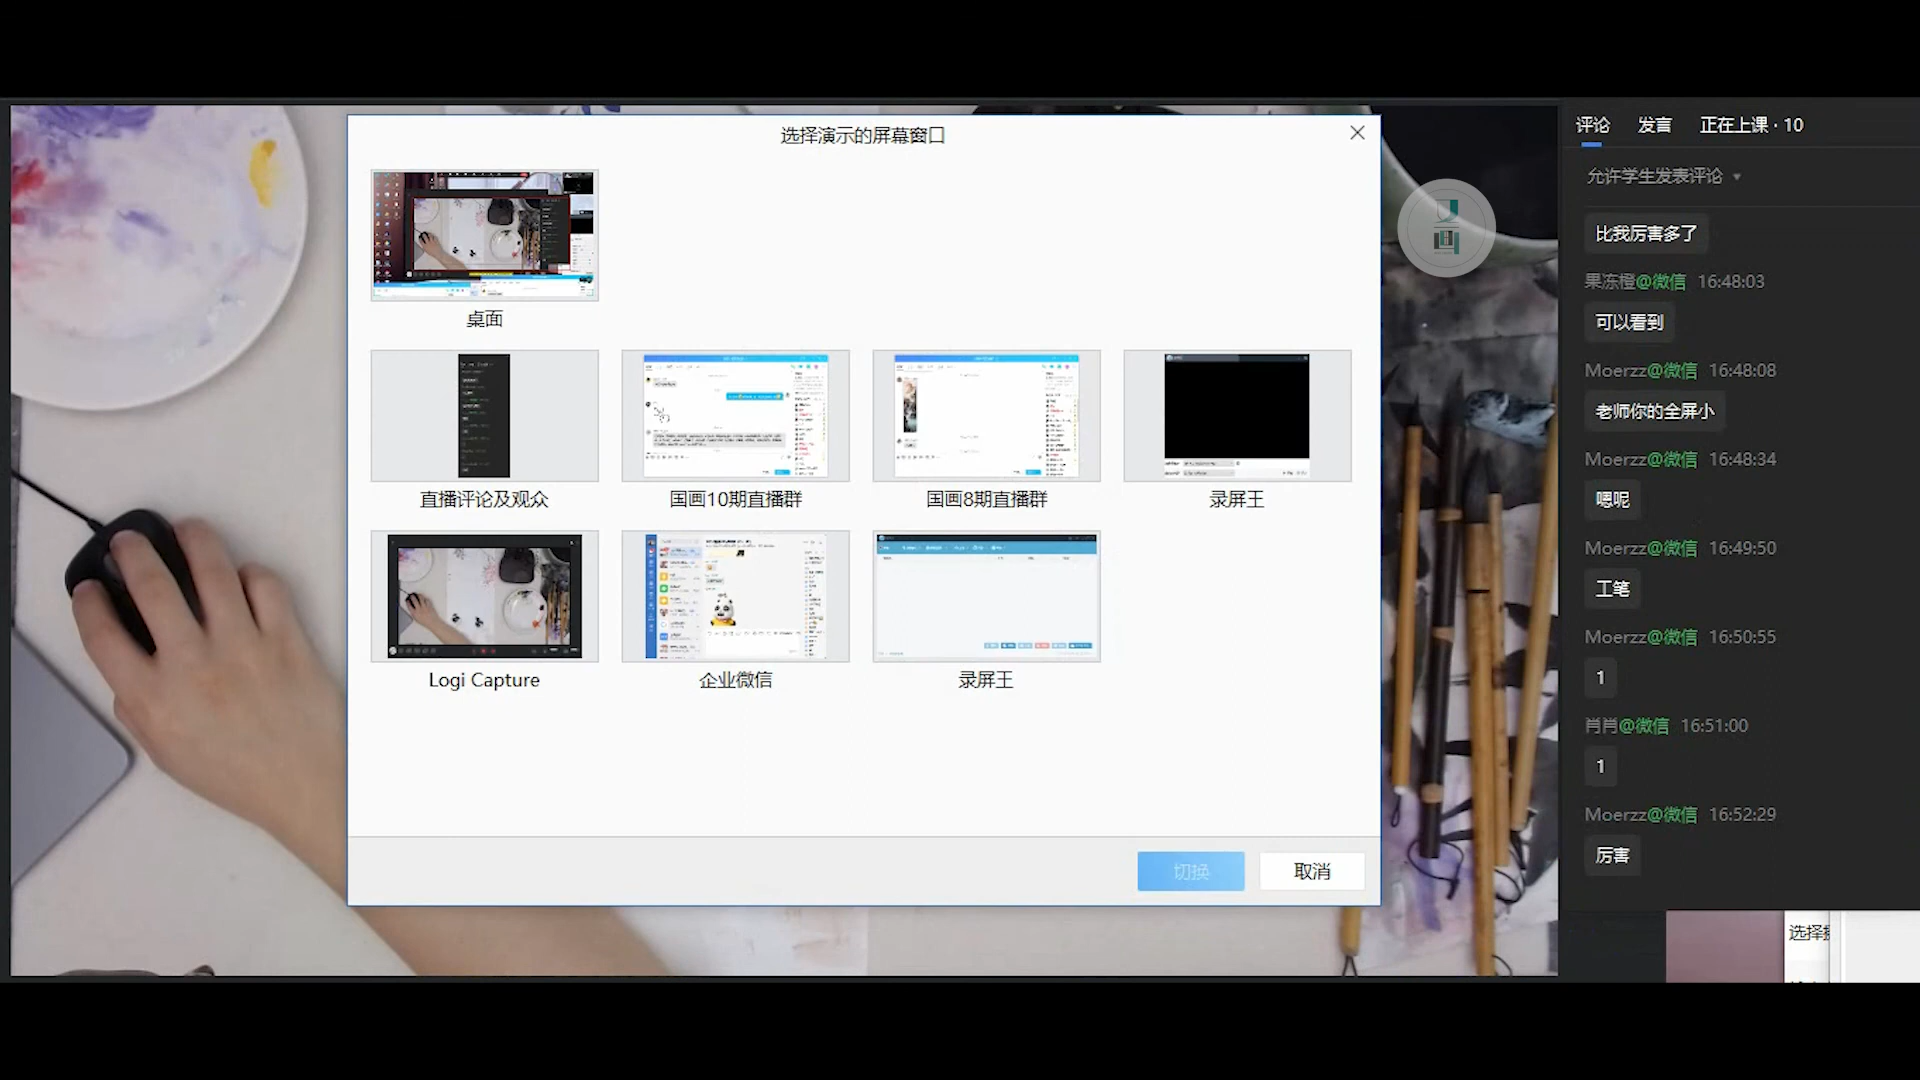 选择演示的屏幕窗口
桌面
直播评论及观众
国画10期直播群
国画8期直播群
录屏王
Logi Capture
企业微信
录屏王
切换
取消
评论 发言 正在上课·10
允许学生发表评论
比我厉害多了
果冻橙@微信 16:48:03
可以看到
Moerzz@微信 16:48:08
老师你的全屏小
Moerzz@微信 16:48:34
嗯呢
Moerzz@微信 16:49:50
工笔
Moerzz@微信 16:50:55
1
肖肖@微信 16:51:00
1
Moerzz@微信 16:52:29
厉害
选择